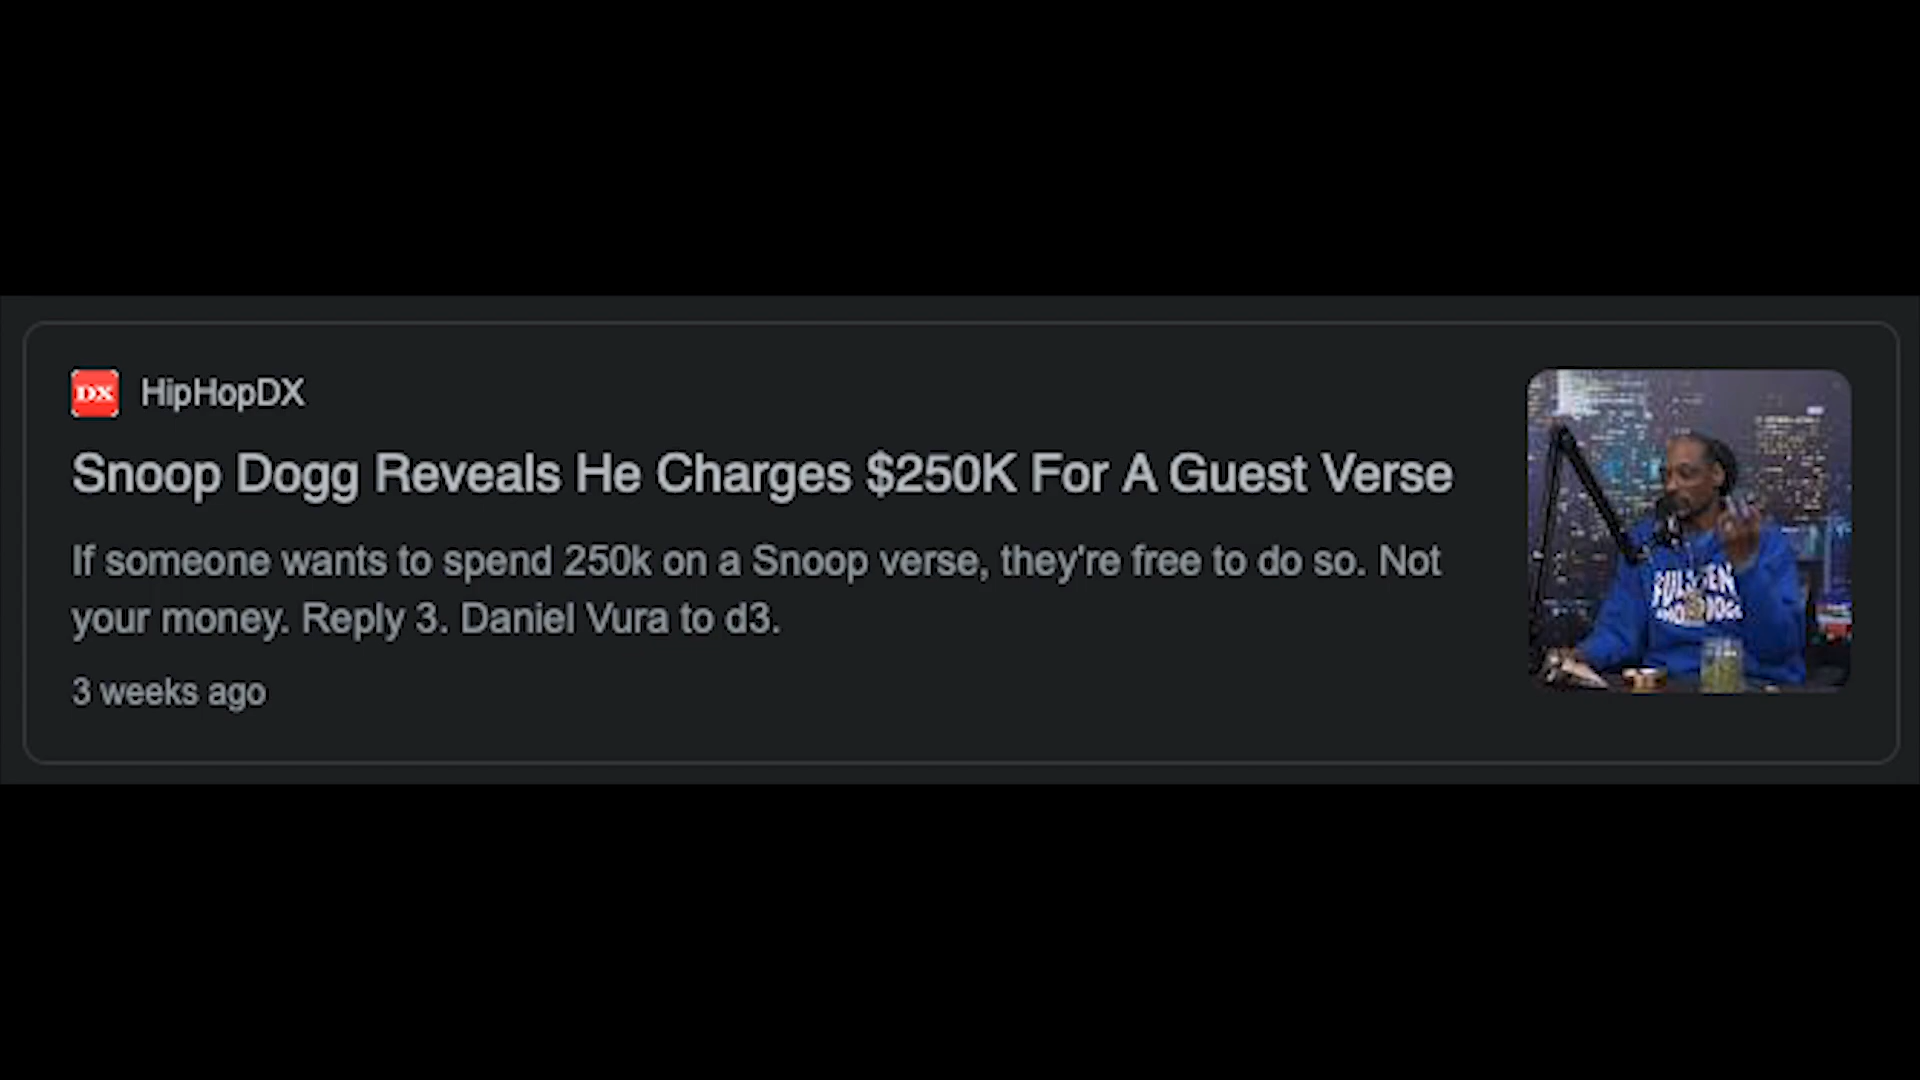 DX HipHopDX
Snoop Dogg Reveals He Charges $250K For A Guest Verse
If someone wants to spend 250k on a Snoop verse, they're free to do so. Not
your money. Reply 3. Daniel Vura to d3.
3 weeks ago